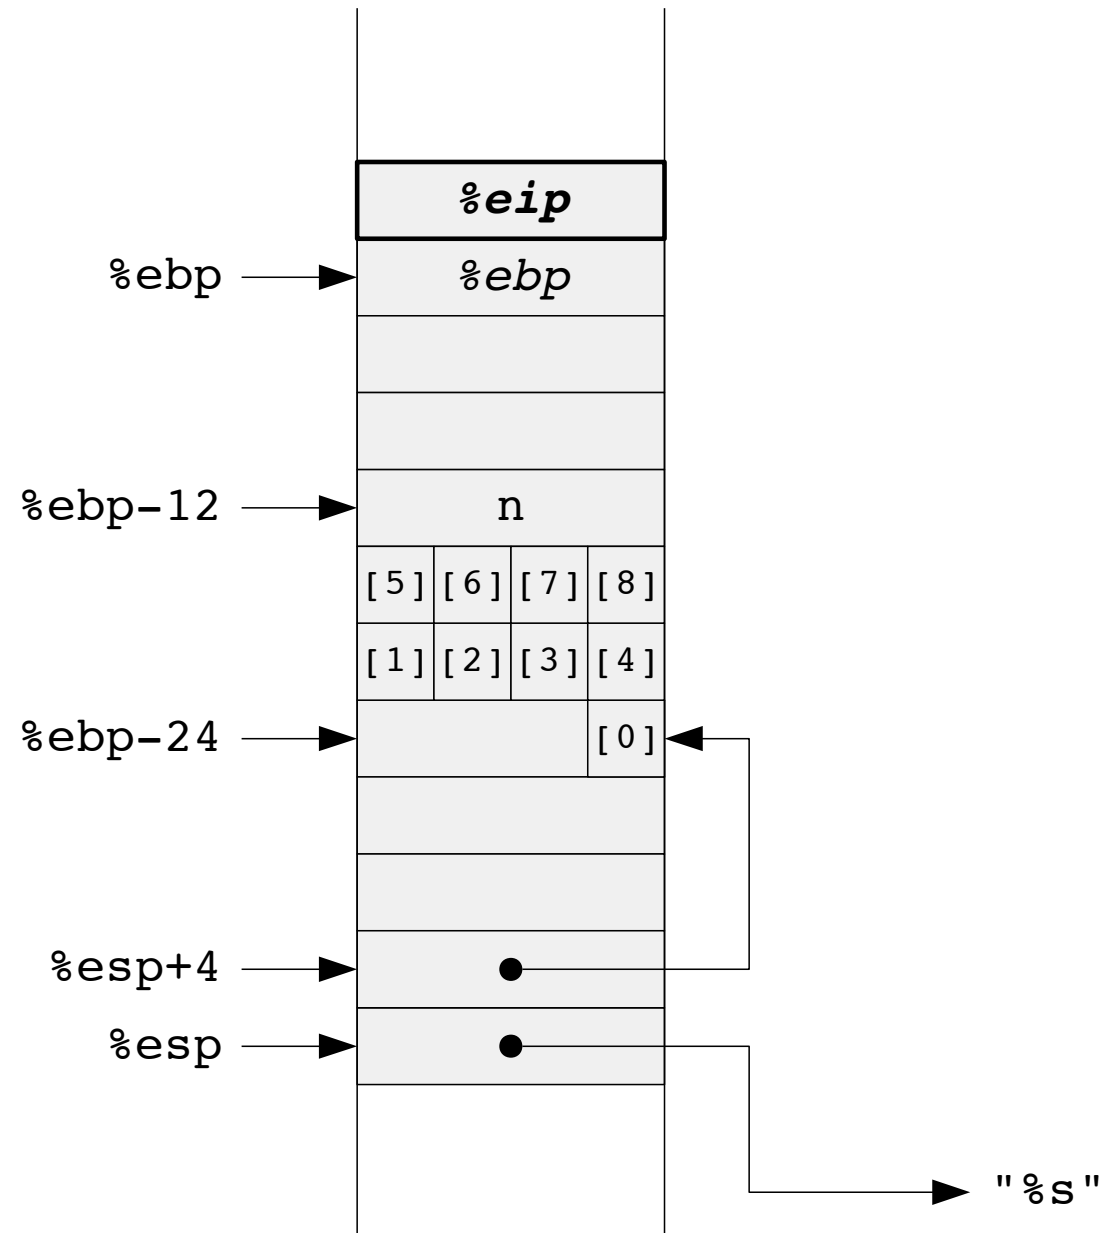 %eip
%ebp %ebp
%ebp-12 n
[5] [6] [7] [8]
[1] [2] [3] [4]
%ebp-24 [0]
%esp+4
%esp
"%s"